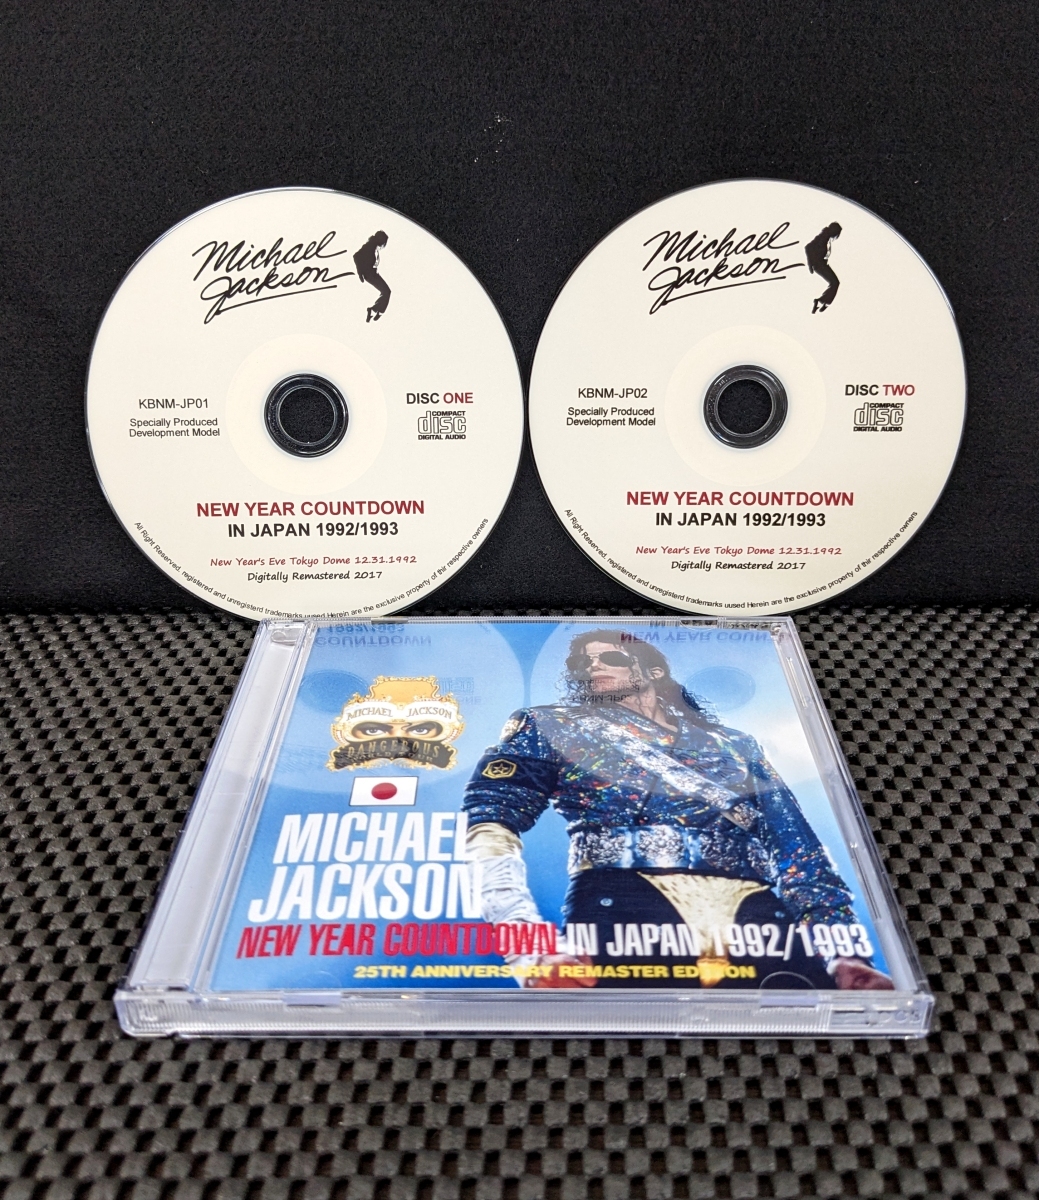 Michael
Jackson
KBNM-JP01
Specially Produced
Development Model
DISC ONE
COMPACT
disc
DIGITAL AUDIO
NEW YEAR COUNTDOWN
IN JAPAN 1992/1993
New Year's Eve Tokyo Dome 12.31.1992
Digitally Remastered 2017
All Right Reserved, registered and unregisterd trademarks uused Herein are the exclusive property of thir respective owners
Michael
Jackson
KBNM-JP02
Specially Produced
Development Model
DISC TWO
COMPACT
disc
DIGITAL AUDIO
NEW YEAR COUNTDOWN
IN JAPAN 1992/1993
New Year's Eve Tokyo Dome 12.31.1992
Digitally Remastered 2017
All Right Reserved, registered and unregisterd trademarks uused Herein are the exclusive property of thir respective owners
MICHAEL JACKSON
DANGEROUS
MICHAEL
JACKSON
NEW YEAR COUNTDOWN IN JAPAN 1992/1993
25TH ANNIVERSARY REMASTER EDITION